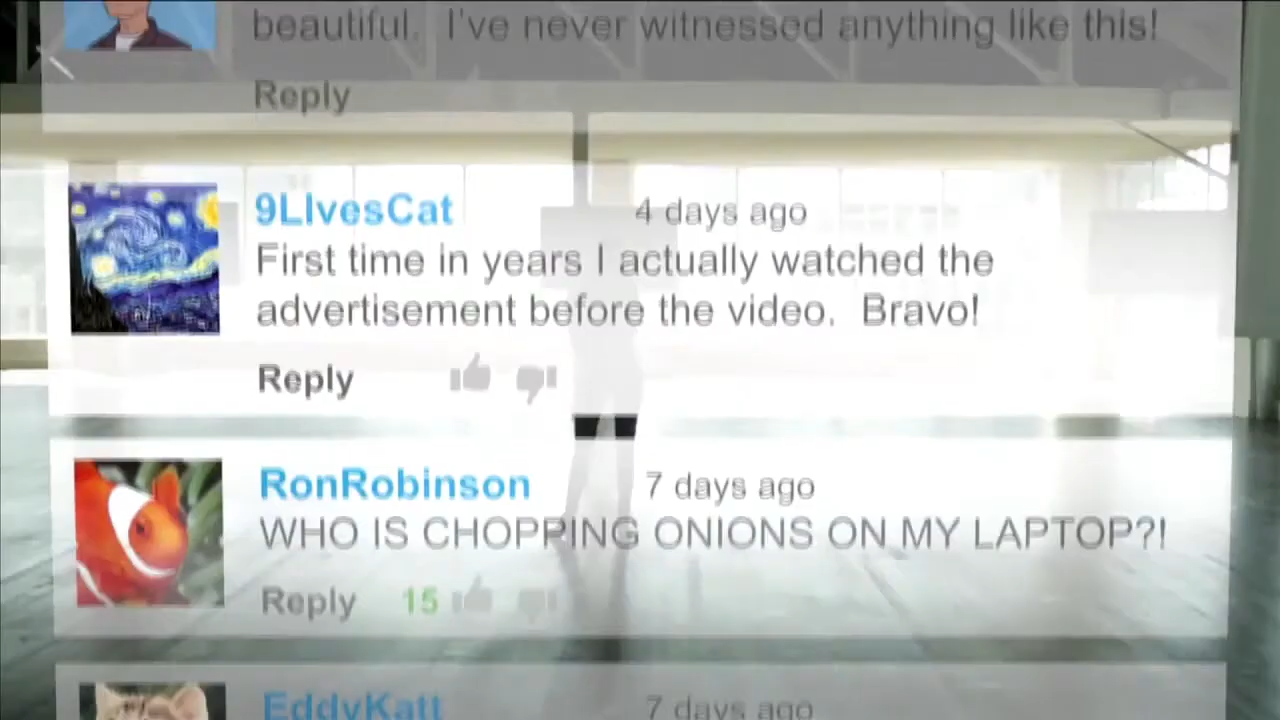 beautiful. I've never witnessed anything like this!
Reply
9LIvesCat 4 days ago
First time in years I actually watched the
advertisement before the video. Bravo!
Reply
RonRobinson 7 days ago
WHO IS CHOPPING ONIONS ON MY LAPTOP?!
Reply 15
EddyKatt 7 days ago